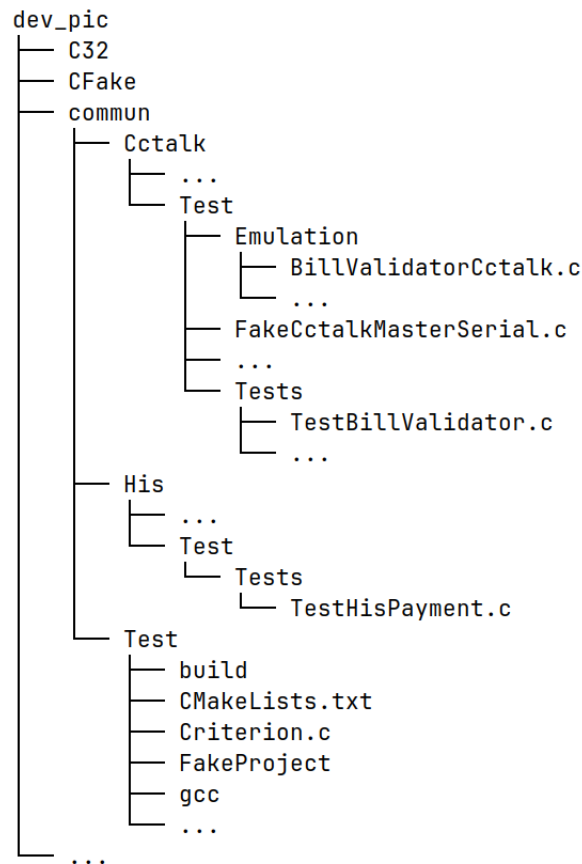 dev_pic
C32
CFake
commun
Cctalk
...
Test
Emulation
BillValidatorCctalk.c
...
FakeCctalkMasterSerial.c
...
Tests
TestBillValidator.c
...
His
...
Test
Tests
TestHisPayment.c
Test
build
CMakeLists.txt
Criterion.c
FakeProject
gcc
...
...